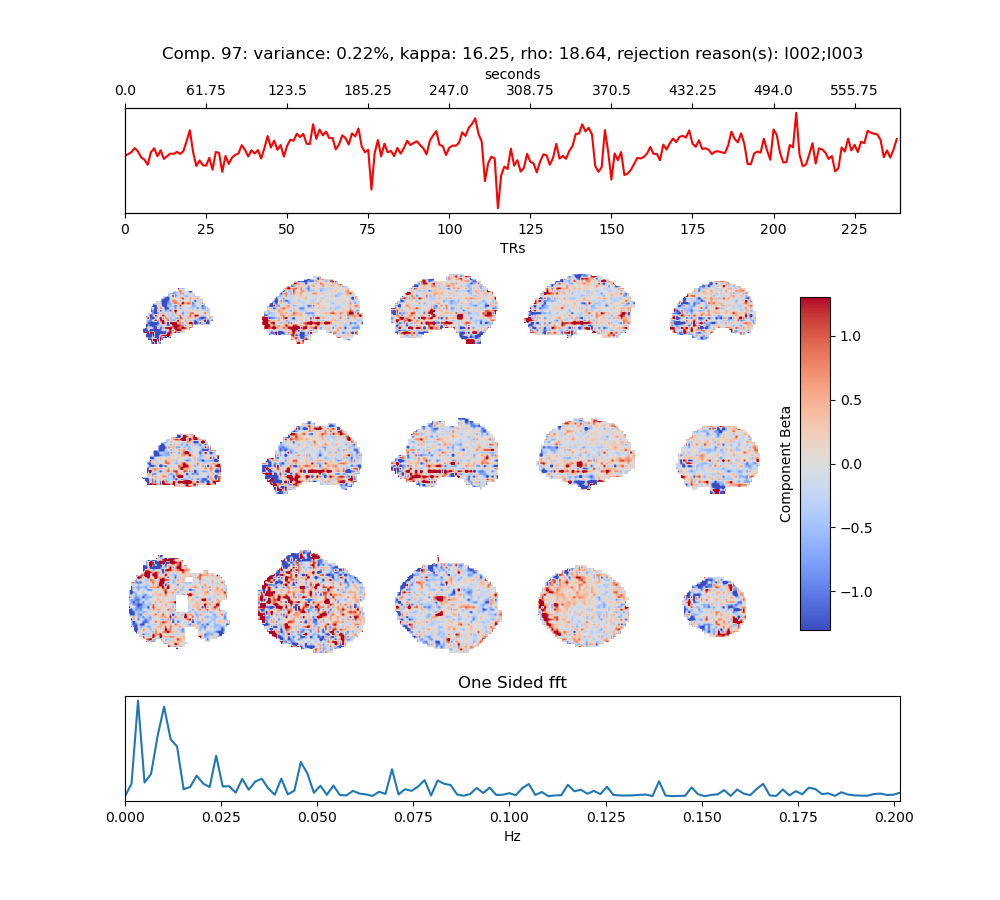 Comp. 97: variance: 0.22%, kappa: 16.25, rho: 18.64, rejection reason(s): I002;I003
seconds
0.0 61.75 123.5 185.25 247.0 308.75 370.5 432.25 494.0 555.75
0 25 50 75 100 125 150 175 200 225
TRs
1.0
0.5
0.0
−0.5
−1.0
Component Beta
One Sided fft
0.000 0.025 0.050 0.075 0.100 0.125 0.150 0.175 0.200
Hz